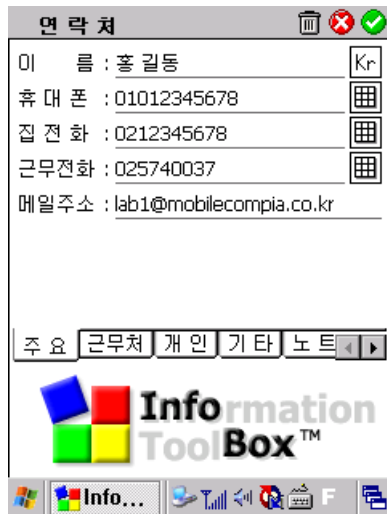 연 락 처
이 름 : 홍 길동 Kr
휴 대 폰 : 01012345678
집 전 화 : 0212345678
근무전화 : 025740037
메일주소 : lab1@mobilecompia.co.kr
주 요 근무처 개 인 기 타 노 트
Information
ToolBox™
Info... F